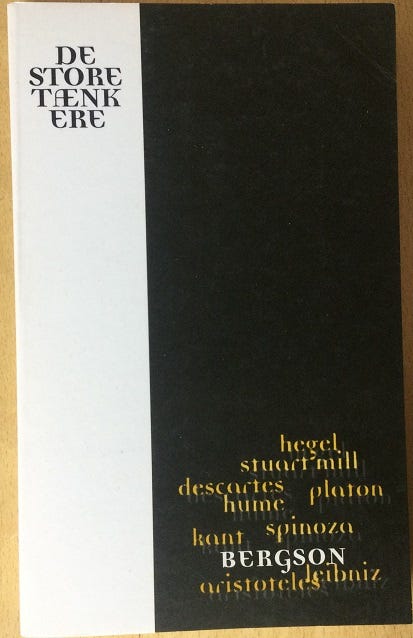 DE
STORE
TÆNK
ERE
hegel
stuart mill
descartes platon
hume
spinoza
kant
BERGSON
leibniz
aristoteles